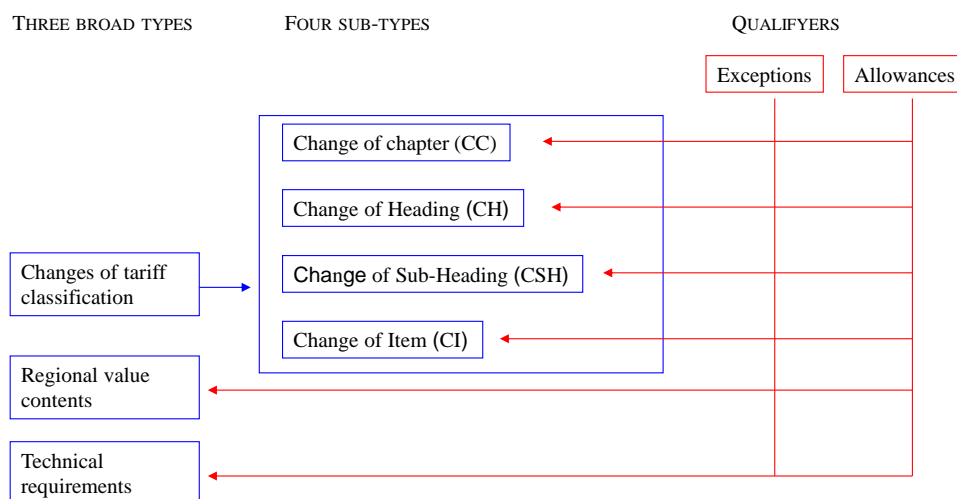 THREE BROAD TYPES
FOUR SUB-TYPES
QUALIFYERS
Exceptions
Allowances
Change of chapter (CC)
Change of Heading (CH)
Changes of tariff
classification
Change of Sub-Heading (CSH)
Change of Item (CI)
Regional value
contents
Technical
requirements